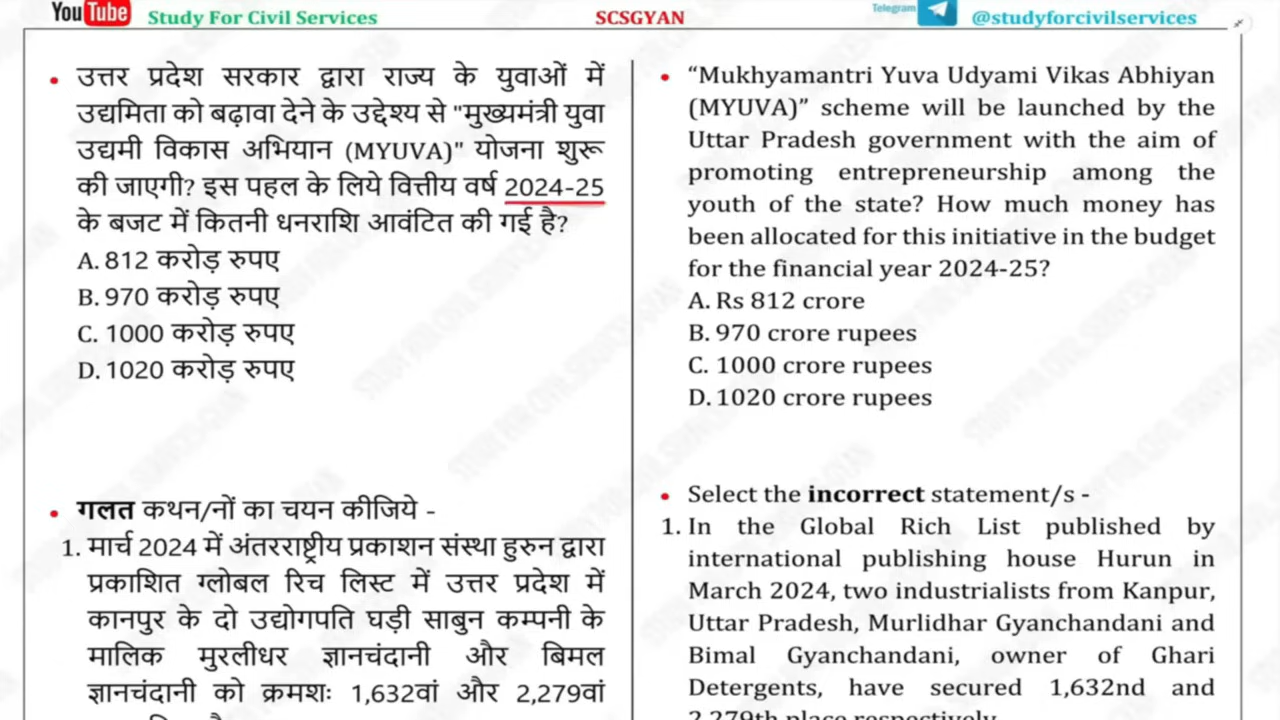 YouTube Study For Civil Services SCSGYAN Telegram @studyforcivilservices
• उत्तर प्रदेश सरकार द्वारा राज्य के युवाओं में
उद्यमिता को बढ़ावा देने के उद्देश्य से "मुख्यमंत्री युवा
उद्यमी विकास अभियान (MYUVA)" योजना शुरू
की जाएगी? इस पहल के लिये वित्तीय वर्ष 2024-25
के बजट में कितनी धनराशि आवंटित की गई है?
A. 812 करोड़ रुपए
B. 970 करोड़ रुपए
C. 1000 करोड़ रुपए
D. 1020 करोड़ रुपए
• गलत कथन/नों का चयन कीजिये -
1. मार्च 2024 में अंतरराष्ट्रीय प्रकाशन संस्था हुरुन द्वारा
प्रकाशित ग्लोबल रिच लिस्ट में उत्तर प्रदेश में
कानपुर के दो उद्योगपति घड़ी साबुन कम्पनी के
मालिक मुरलीधर ज्ञानचंदानी और बिमल
ज्ञानचंदानी को क्रमशः 1,632वां और 2,279वां
• “Mukhyamantri Yuva Udyami Vikas Abhiyan
(MYUVA)” scheme will be launched by the
Uttar Pradesh government with the aim of
promoting entrepreneurship among the
youth of the state? How much money has
been allocated for this initiative in the budget
for the financial year 2024-25?
A. Rs 812 crore
B. 970 crore rupees
C. 1000 crore rupees
D. 1020 crore rupees
• Select the incorrect statement/s -
1. In the Global Rich List published by
international publishing house Hurun in
March 2024, two industrialists from Kanpur,
Uttar Pradesh, Murlidhar Gyanchandani and
Bimal Gyanchandani, owner of Ghari
Detergents, have secured 1,632nd and
2,279th place respectively